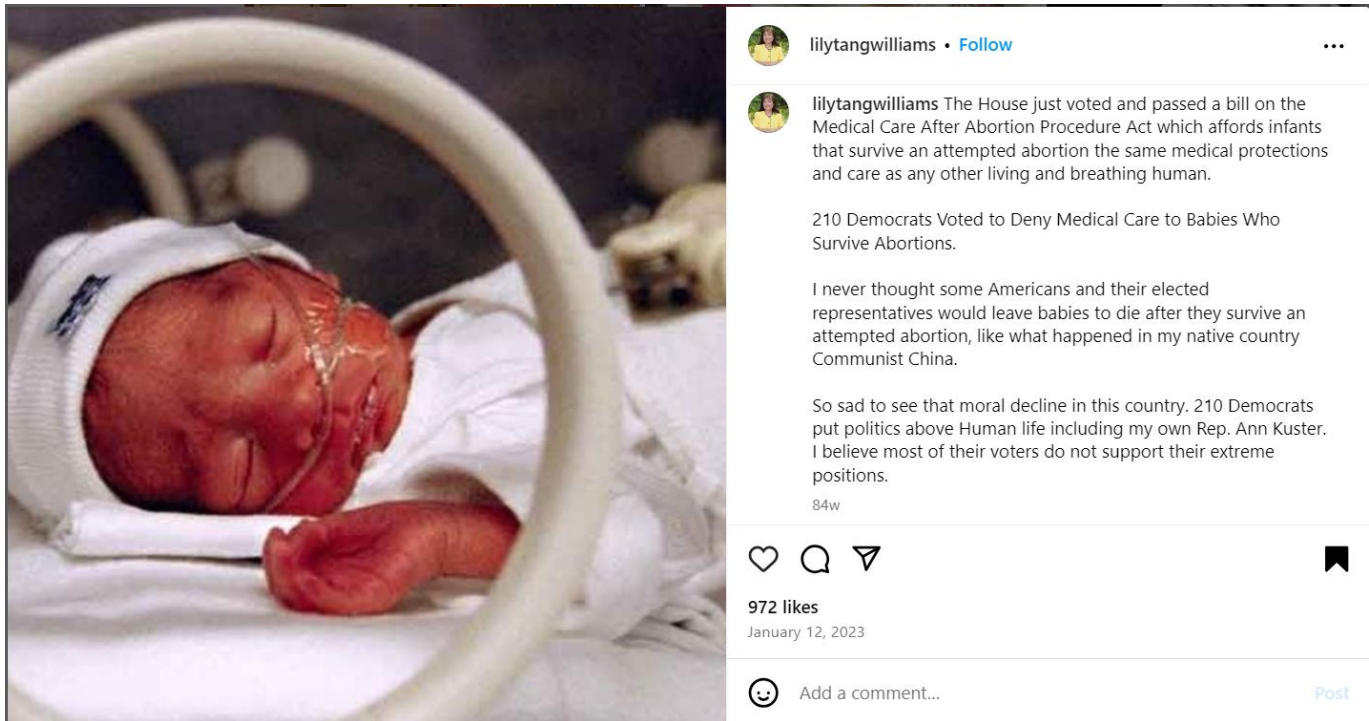 lilytangwilliams • Follow
lilytangwilliams The House just voted and passed a bill on the
Medical Care After Abortion Procedure Act which affords infants
that survive an attempted abortion the same medical protections
and care as any other living and breathing human.
210 Democrats Voted to Deny Medical Care to Babies Who
Survive Abortions.
I never thought some Americans and their elected
representatives would leave babies to die after they survive an
attempted abortion, like what happened in my native country
Communist China.
So sad to see that moral decline in this country. 210 Democrats
put politics above Human life including my own Rep. Ann Kuster.
I believe most of their voters do not support their extreme
positions.
84w
972 likes
January 12, 2023
Add a comment...
Post